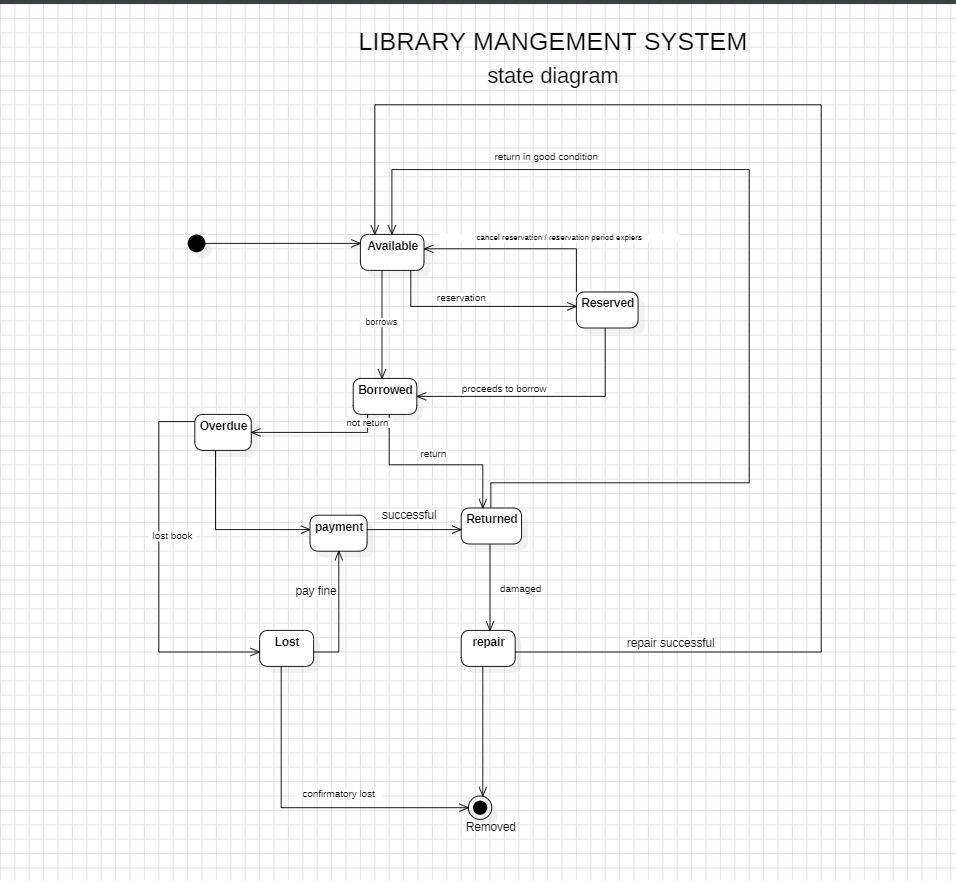 LIBRARY MANGEMENT SYSTEM
state diagram
return in good condition
cancel reservation / reservation period expiers
Available
reservation
Reserved
borrows
Borrowed
proceeds to borrow
not return
Overdue
return
successful
payment
Returned
lost book
pay fine
damaged
Lost
repair
repair successful
confirmatory lost
Removed